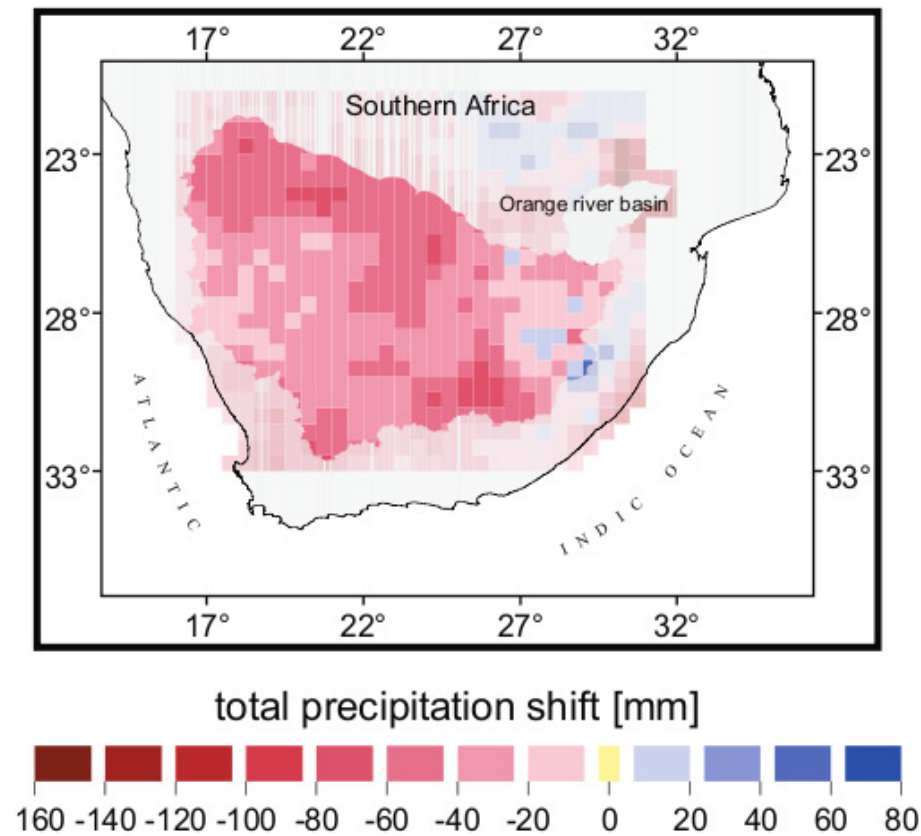 17° 22° 27° 32°
Southern Africa
23° 23°
Orange river basin
28° 28°
ATLANTIC
INDIC OCEAN
33° 33°
17° 22° 27° 32°
total precipitation shift [mm]
160 -140 -120 -100 -80 -60 -40 -20 0 20 40 60 80